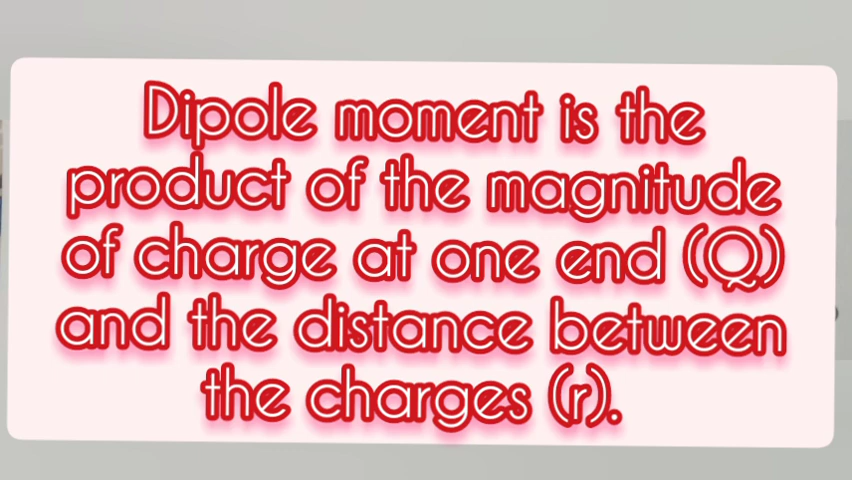 Dipole moment is the
product of the magnitude
of charge at one end (Q)
and the distance between
the charges (r).